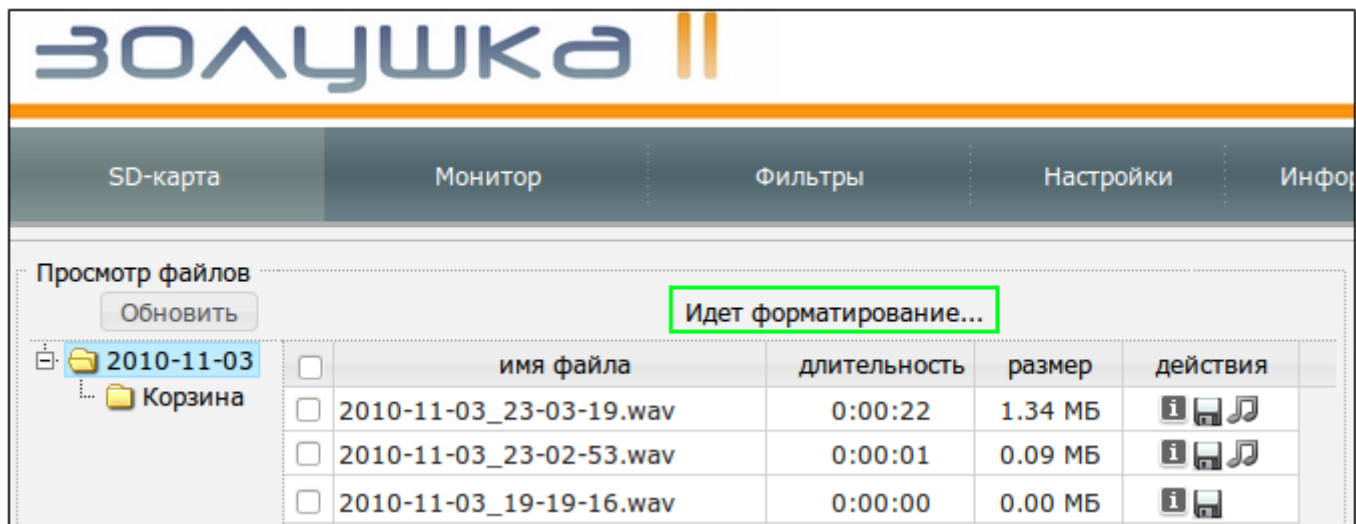 золушка II
SD-карта Монитор Фильтры Настройки Инфор
Просмотр файлов
Обновить Идет форматирование...
2010-11-03 имя файла длительность размер действия
Корзина 2010-11-03_23-03-19.wav 0:00:22 1.34 МБ
2010-11-03_23-02-53.wav 0:00:01 0.09 МБ
2010-11-03_19-19-16.wav 0:00:00 0.00 МБ